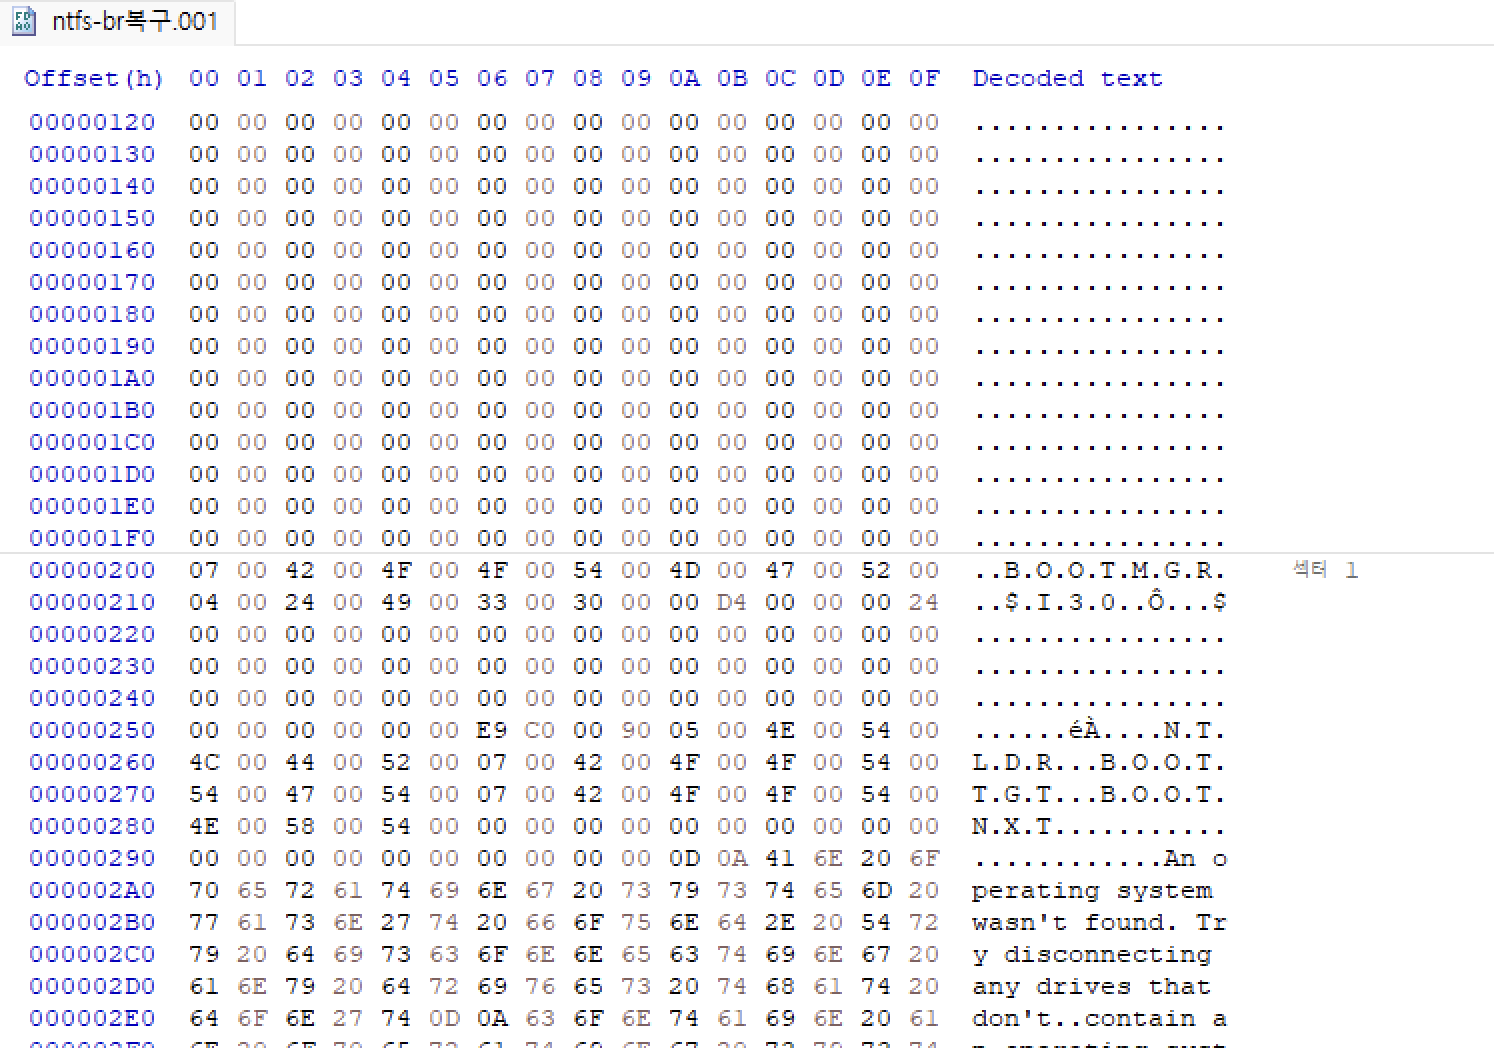 ntfs-br복구.001
Offset(h) 00 01 02 03 04 05 06 07 08 09 0A 0B 0C 0D 0E 0F Decoded text
00000120 00 00 00 00 00 00 00 00 00 00 00 00 00 00 00 00 ................
00000130 00 00 00 00 00 00 00 00 00 00 00 00 00 00 00 00 ................
00000140 00 00 00 00 00 00 00 00 00 00 00 00 00 00 00 00 ................
00000150 00 00 00 00 00 00 00 00 00 00 00 00 00 00 00 00 ................
00000160 00 00 00 00 00 00 00 00 00 00 00 00 00 00 00 00 ................
00000170 00 00 00 00 00 00 00 00 00 00 00 00 00 00 00 00 ................
00000180 00 00 00 00 00 00 00 00 00 00 00 00 00 00 00 00 ................
00000190 00 00 00 00 00 00 00 00 00 00 00 00 00 00 00 00 ................
000001A0 00 00 00 00 00 00 00 00 00 00 00 00 00 00 00 00 ................
000001B0 00 00 00 00 00 00 00 00 00 00 00 00 00 00 00 00 ................
000001C0 00 00 00 00 00 00 00 00 00 00 00 00 00 00 00 00 ................
000001D0 00 00 00 00 00 00 00 00 00 00 00 00 00 00 00 00 ................
000001E0 00 00 00 00 00 00 00 00 00 00 00 00 00 00 00 00 ................
000001F0 00 00 00 00 00 00 00 00 00 00 00 00 00 00 00 00 ................
00000200 07 00 42 00 4F 00 4F 00 54 00 4D 00 47 00 52 00 ..B.O.O.T.M.G.R. 섹터 1
00000210 04 00 24 00 49 00 33 00 30 00 00 D4 00 00 00 24 ..$.I.3.0..Ô...$
00000220 00 00 00 00 00 00 00 00 00 00 00 00 00 00 00 00 ................
00000230 00 00 00 00 00 00 00 00 00 00 00 00 00 00 00 00 ................
00000240 00 00 00 00 00 00 00 00 00 00 00 00 00 00 00 00 ................
00000250 00 00 00 00 00 00 E9 C0 00 90 05 00 4E 00 54 00 ......éÀ....N.T.
00000260 4C 00 44 00 52 00 07 00 42 00 4F 00 4F 00 54 00 L.D.R...B.O.O.T.
00000270 54 00 47 00 54 00 07 00 42 00 4F 00 4F 00 54 00 T.G.T...B.O.O.T.
00000280 4E 00 58 00 54 00 00 00 00 00 00 00 00 00 00 00 N.X.T...........
00000290 00 00 00 00 00 00 00 00 00 00 0D 0A 41 6E 20 6F ............An o
000002A0 70 65 72 61 74 69 6E 67 20 73 79 73 74 65 6D 20 perating system
000002B0 77 61 73 6E 27 74 20 66 6F 75 6E 64 2E 20 54 72 wasn't found. Tr
000002C0 79 20 64 69 73 63 6F 6E 6E 65 63 74 69 6E 67 20 y disconnecting
000002D0 61 6E 79 20 64 72 69 76 65 73 20 74 68 61 74 20 any drives that
000002E0 64 6F 6E 27 74 0D 0A 63 6F 6E 74 61 69 6E 20 61 don't..contain a